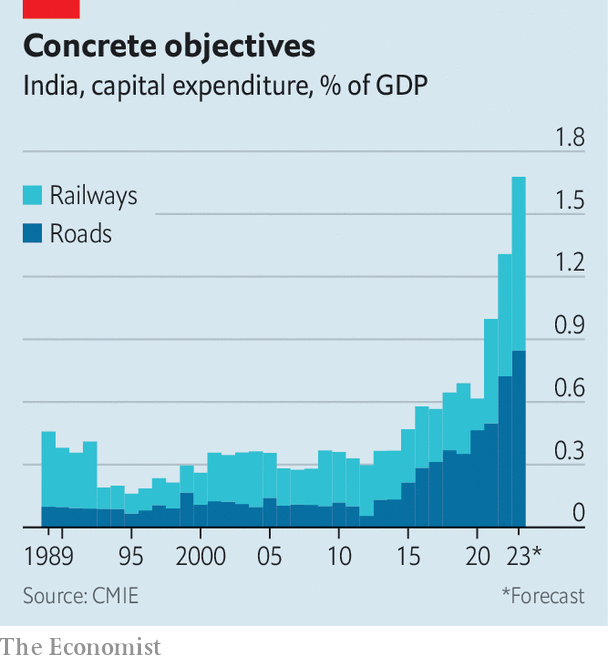 Concrete objectives
India, capital expenditure, % of GDP
1.8
Railways
1.5
Roads
1.2
0.9
0.6
0.3
0
1989 95 2000 05 10 15 20 23*
Source: CMIE *Forecast
The Economist